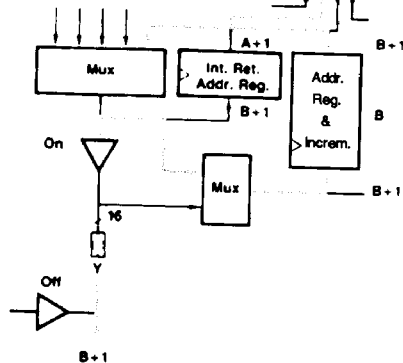 B+1
A+1
Mux
Int. Ret.
Addr. Reg.
Addr.
Reg.
&
Increm.
B
B+1
On
Mux
B+1
16
Y
Off
B+1